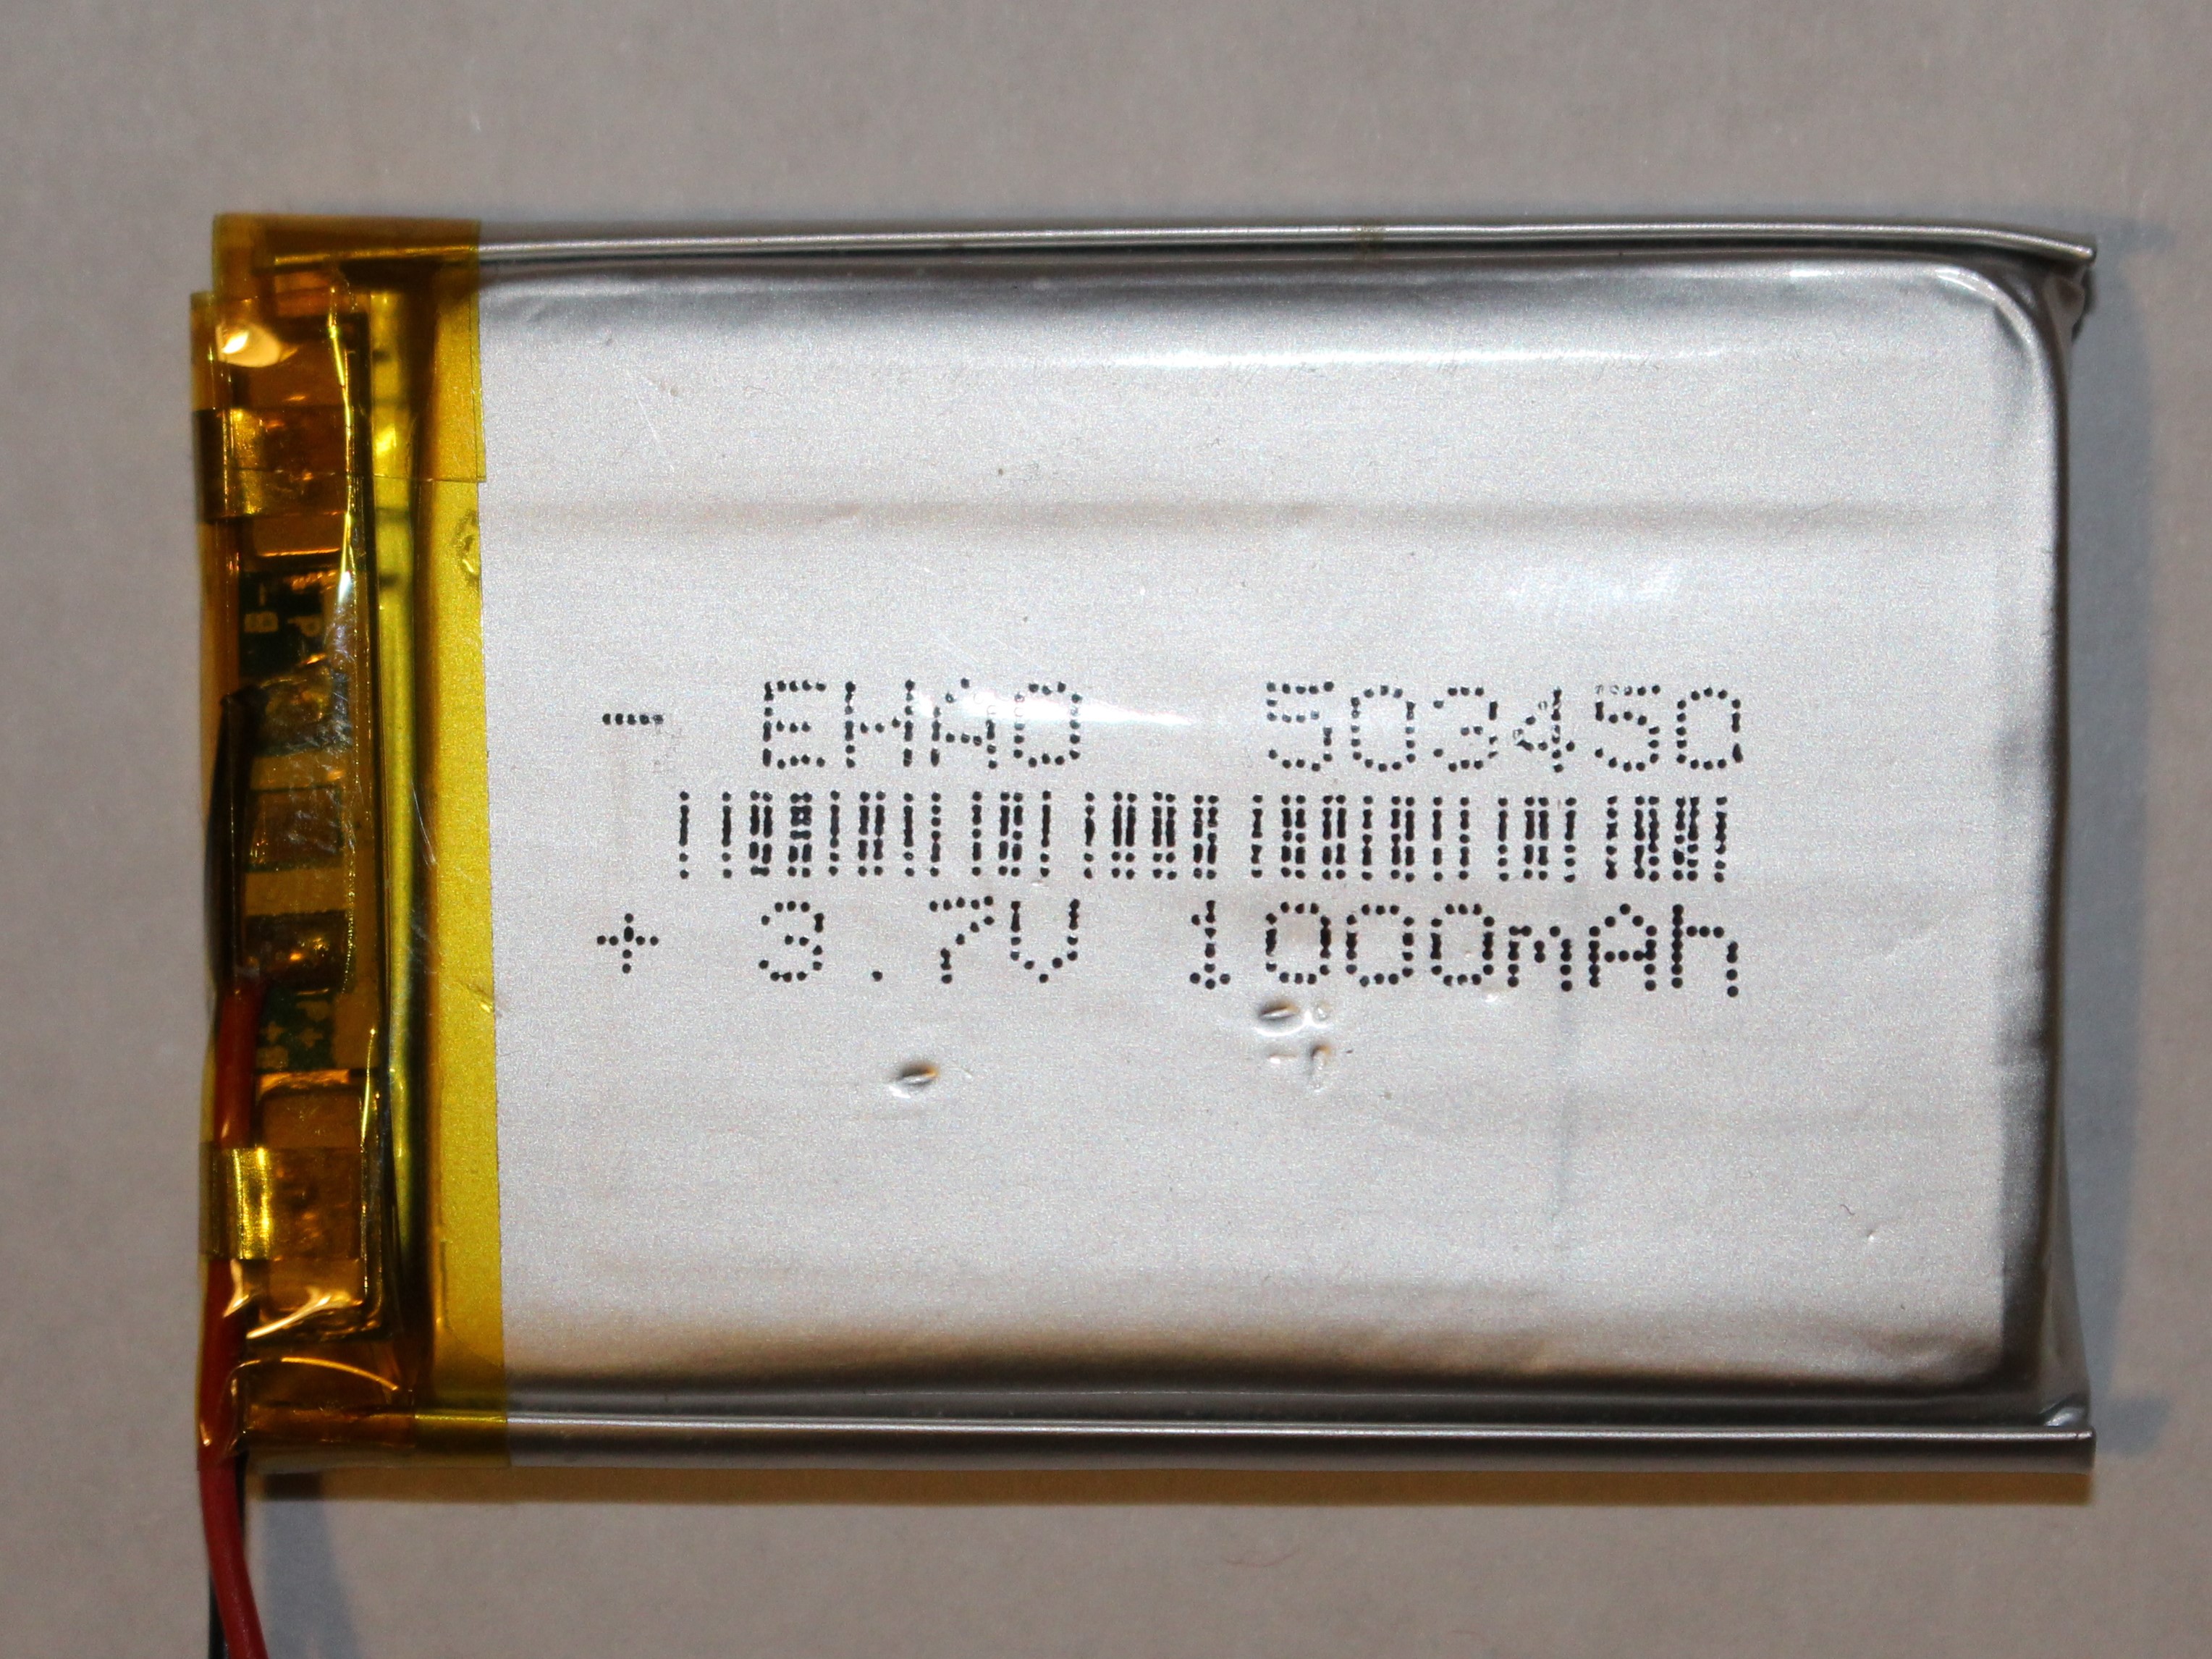 - EHAO 503450
+ 3.7V 1000mAh
B-
P+
B+